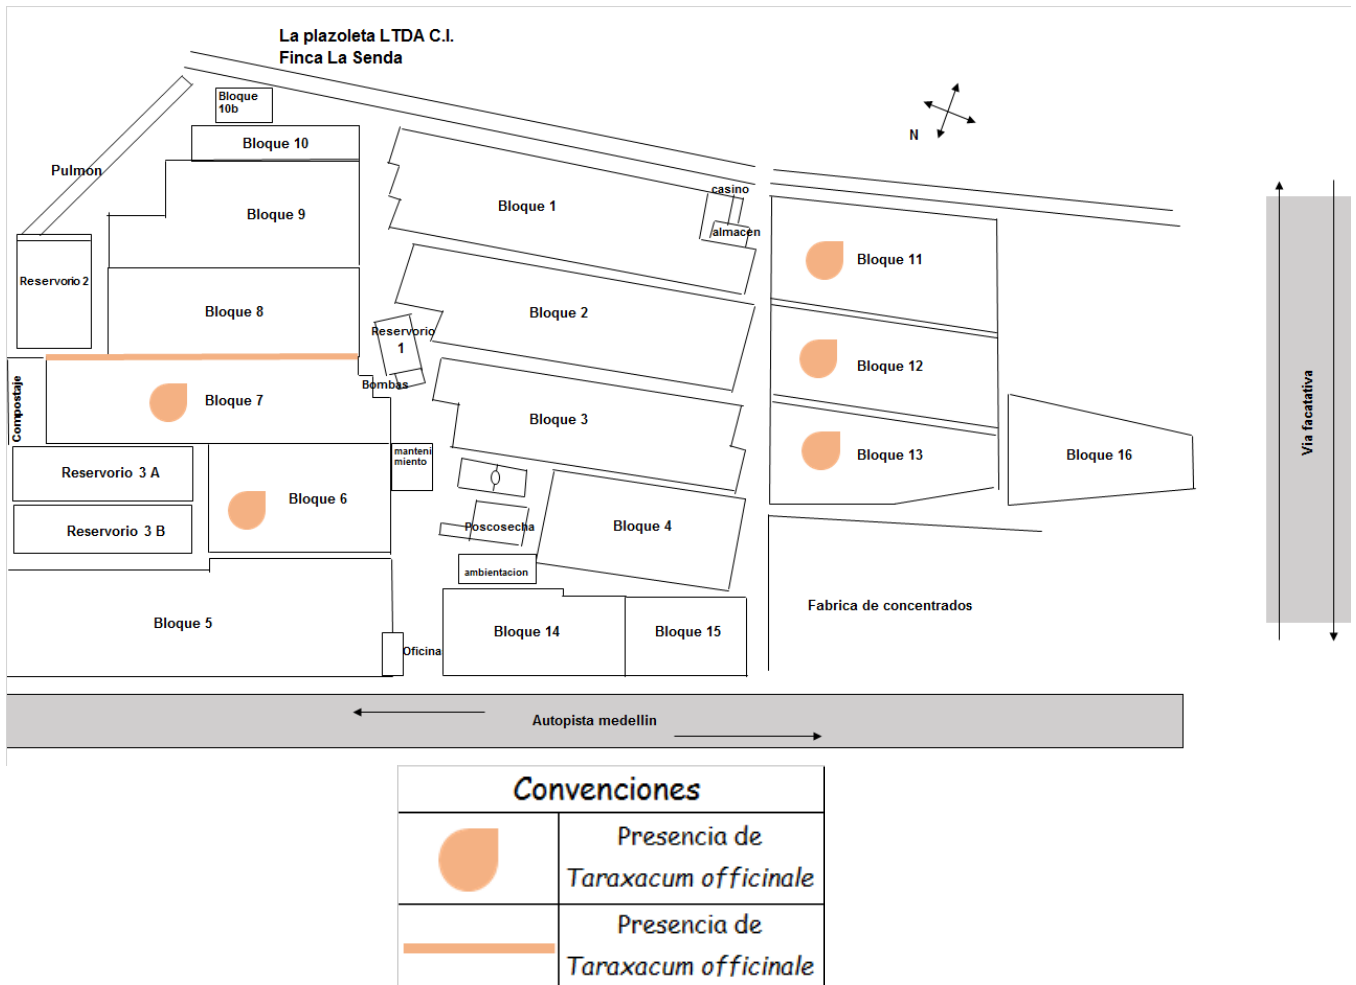 La plazoleta LTDA C.I.
Finca La Senda
Bloque
10b
N
Bloque 10
Pulmon
casino
Bloque 9
Bloque 1
almacen
Bloque 11
Reservorio 2
Bloque 8
Bloque 2
Reservorio
1
Bloque 12
Bombas
Compostaje
Bloque 7
Bloque 3
Via facatativa
manteni
miento
Bloque 13
Bloque 16
Reservorio 3 A
Bloque 6
Reservorio 3 B
Poscosecha
Bloque 4
ambientacion
Fabrica de concentrados
Bloque 5
Oficina
Bloque 14
Bloque 15
Autopista medellin
Convenciones
Presencia de
Taraxacum officinale
Presencia de
Taraxacum officinale